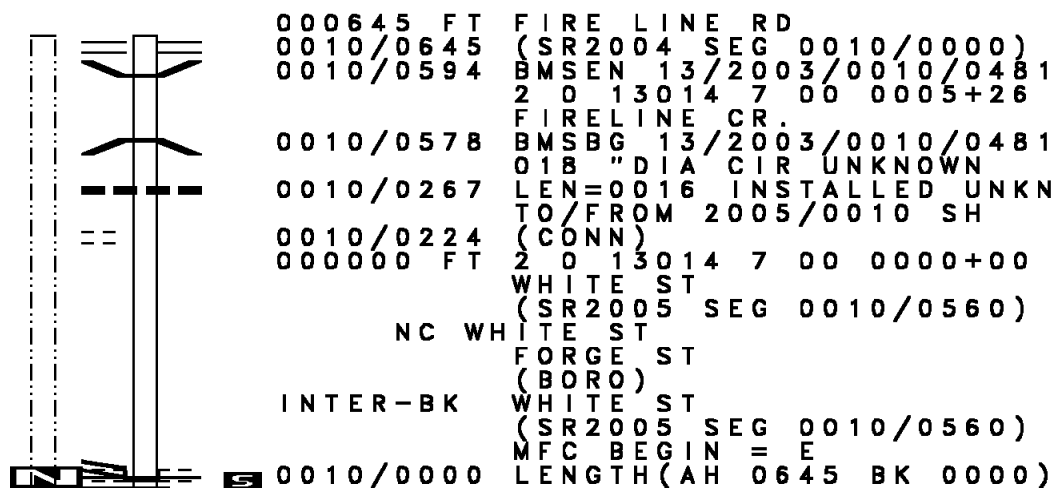 000645 FT FIRE LINE RD
0010/0645 (SR2004 SEG 0010/0000)
0010/0594 BMSEN 13/2003/0010/0481
2 0 13014 7 00 0005+26
FIRELINE CR.
0010/0578 BMSBG 13/2003/0010/0481
018 "DIA CIR UNKNOWN
0010/0267 LEN=0016 INSTALLED UNKN
TO/FROM 2005/0010 SH
0010/0224 (CONN)
000000 FT 2 0 13014 7 00 0000+00
WHITE ST
(SR2005 SEG 0010/0560)
NC WHITE ST
FORGE ST
(BORO)
INTER-BK WHITE ST
(SR2005 SEG 0010/0560)
MFC BEGIN = E
N S 0010/0000 LENGTH(AH 0645 BK 0000)